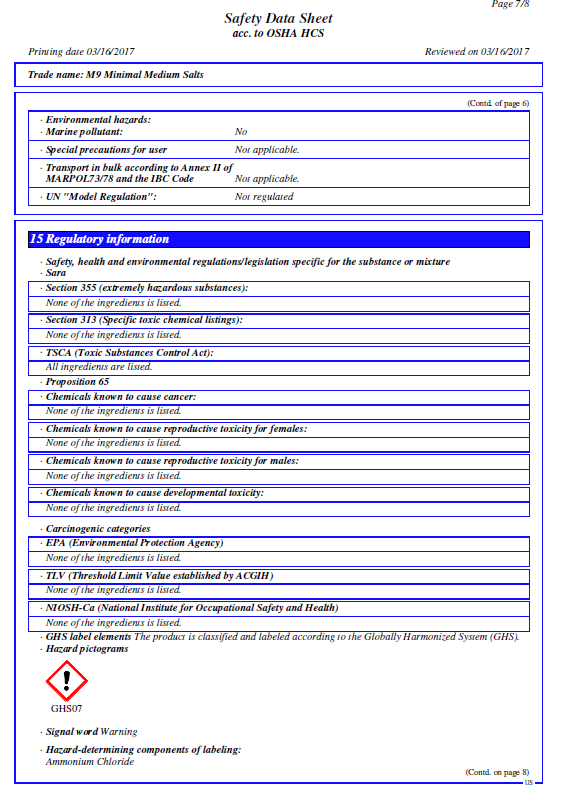 Page 7/8
Safety Data Sheet
acc. to OSHA HCS
Printing date 03/16/2017 Reviewed on 03/16/2017
Trade name: M9 Minimal Medium Salts
(Contd. of page 6)
· Environmental hazards:
· Marine pollutant: No
· Special precautions for user Not applicable.
· Transport in bulk according to Annex II of
MARPOL73/78 and the IBC Code Not applicable.
· UN "Model Regulation": Not regulated
15 Regulatory information
· Safety, health and environmental regulations/legislation specific for the substance or mixture
· Sara
· Section 355 (extremely hazardous substances):
None of the ingredients is listed.
· Section 313 (Specific toxic chemical listings):
None of the ingredients is listed.
· TSCA (Toxic Substances Control Act):
All ingredients are listed.
· Proposition 65
· Chemicals known to cause cancer:
None of the ingredients is listed.
· Chemicals known to cause reproductive toxicity for females:
None of the ingredients is listed.
· Chemicals known to cause reproductive toxicity for males:
None of the ingredients is listed.
· Chemicals known to cause developmental toxicity:
None of the ingredients is listed.
· Carcinogenic categories
· EPA (Environmental Protection Agency)
None of the ingredients is listed.
· TLV (Threshold Limit Value established by ACGIH)
None of the ingredients is listed.
· NIOSH-Ca (National Institute for Occupational Safety and Health)
None of the ingredients is listed.
· GHS label elements The product is classified and labeled according to the Globally Harmonized System (GHS).
· Hazard pictograms
GHS07
· Signal word Warning
· Hazard-determining components of labeling:
Ammonium Chloride
(Contd. on page 8)
US